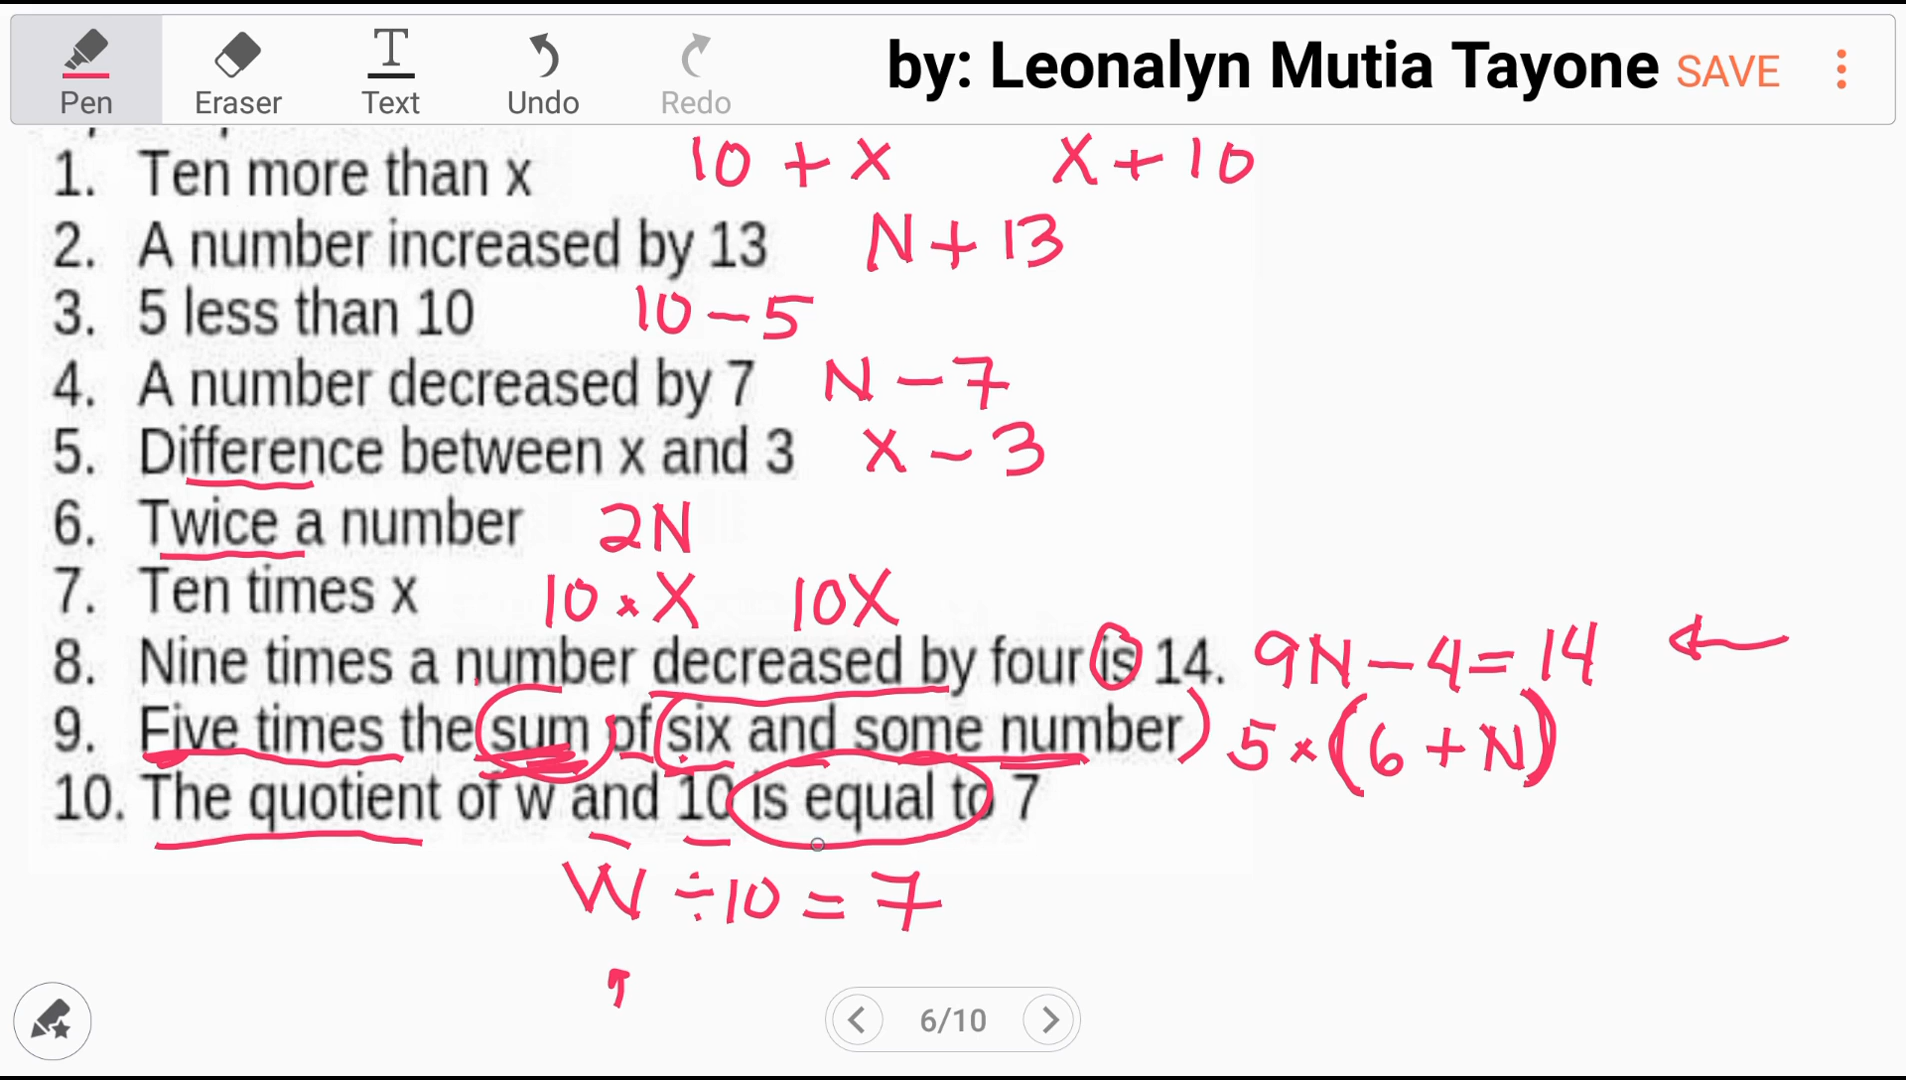 Pen Eraser Text Undo Redo by: Leonalyn Mutia Tayone SAVE
1. Ten more than x 10 + x x + 10
2. A number increased by 13 N + 13
3. 5 less than 10 10 - 5
4. A number decreased by 7 N - 7
5. Difference between x and 3 x - 3
6. Twice a number 2N
7. Ten times x 10 × X 10X
8. Nine times a number decreased by four is 14. 9N - 4 = 14
9. Five times the sum of six and some number 5 × (6 + N)
10. The quotient of w and 10 is equal to 7
W ÷ 10 = 7
6/10